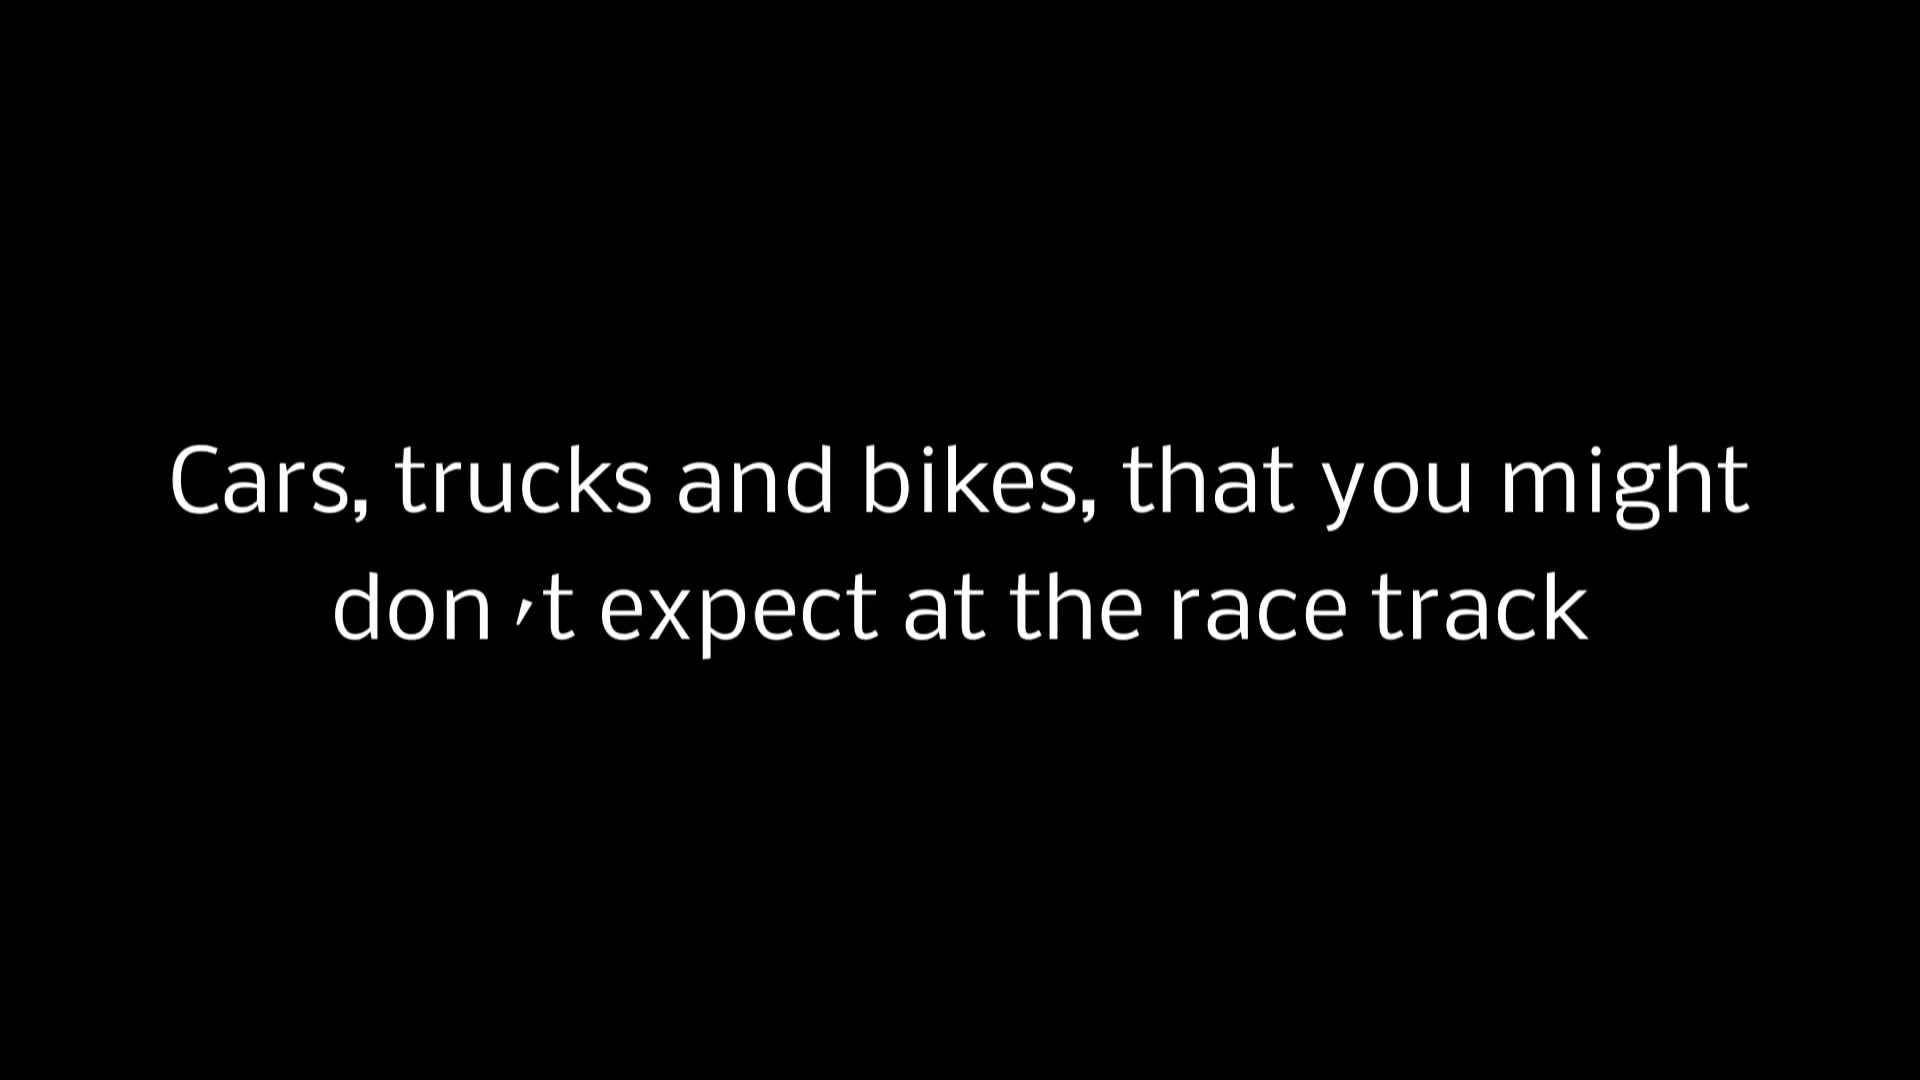 Cars, trucks and bikes, that you might
don ׳t expect at the race track